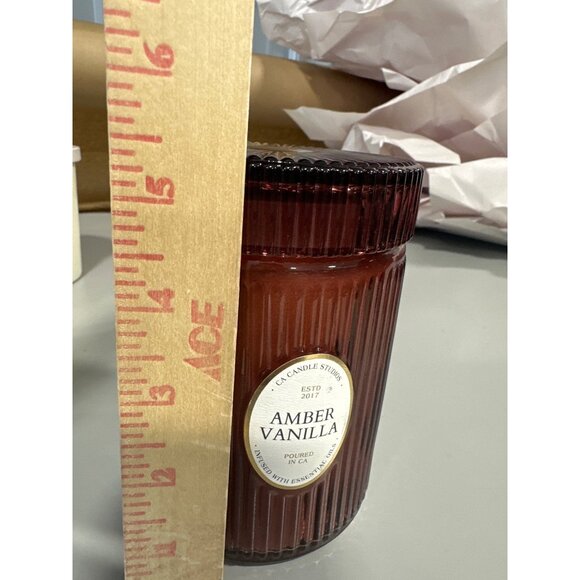 6
5
4
3
2
1
ACE
CA CANDLE STUDIOS
ESTD
2017
AMBER
VANILLA
POURED
IN CA
INFUSED WITH ESSENTIAL OILS